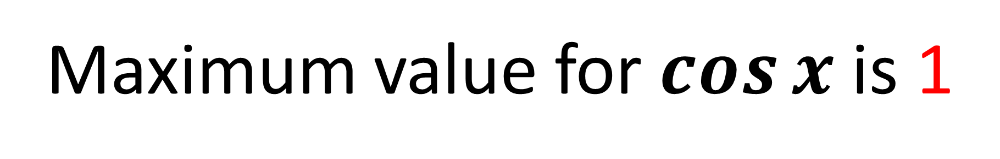 Maximum value for cos x is 1